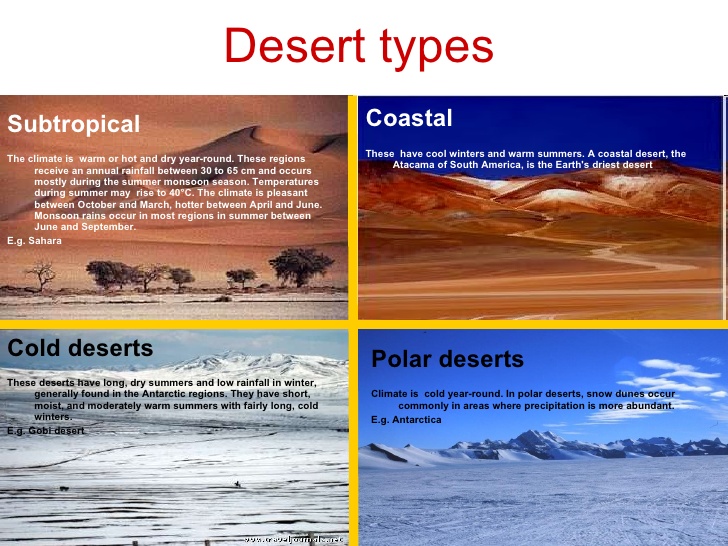 Desert types
Subtropical
The climate is warm or hot and dry year-round. These regions
receive an annual rainfall between 30 to 65 cm and occurs
mostly during the summer monsoon season. Temperatures
during summer may rise to 40°C. The climate is pleasant
between October and March, hotter between April and June.
Monsoon rains occur in most regions in summer between
June and September.
E.g. Sahara
Coastal
These have cool winters and warm summers. A coastal desert, the
Atacama of South America, is the Earth's driest desert
Cold deserts
These deserts have long, dry summers and low rainfall in winter,
generally found in the Antarctic regions. They have short,
moist, and moderately warm summers with fairly long, cold
winters.
E.g. Gobi desert
Polar deserts
Climate is cold year-round. In polar deserts, snow dunes occur
commonly in areas where precipitation is more abundant.
E.g. Antarctica